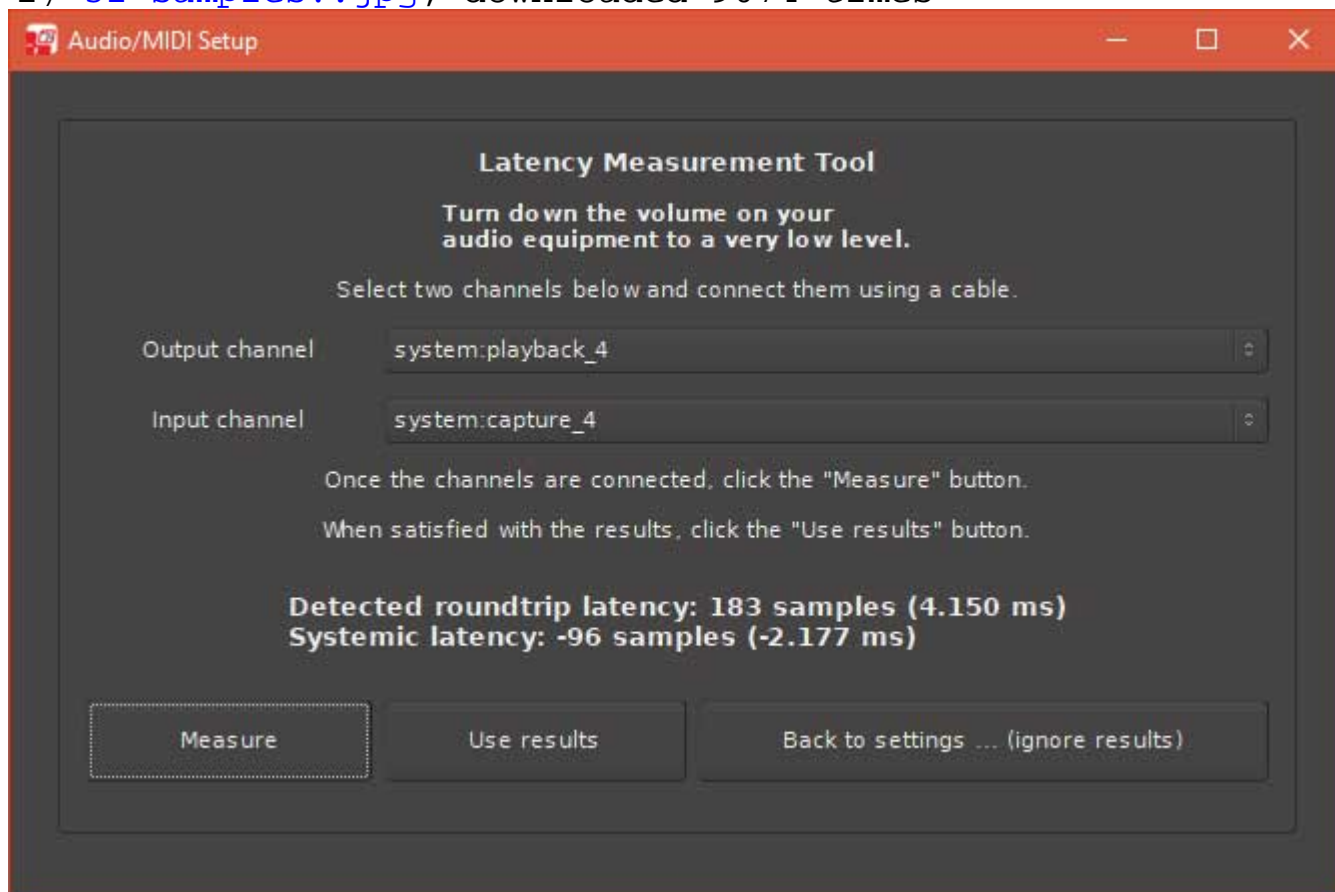 Audio/MIDI Setup
Latency Measurement Tool
Turn down the volume on your
audio equipment to a very low level.
Select two channels below and connect them using a cable.
Output channel system:playback_4
Input channel system:capture_4
Once the channels are connected, click the "Measure" button.
When satisfied with the results, click the "Use results" button.
Detected roundtrip latency: 183 samples (4.150 ms)
Systemic latency: -96 samples (-2.177 ms)
Measure Use results Back to settings ... (ignore results)